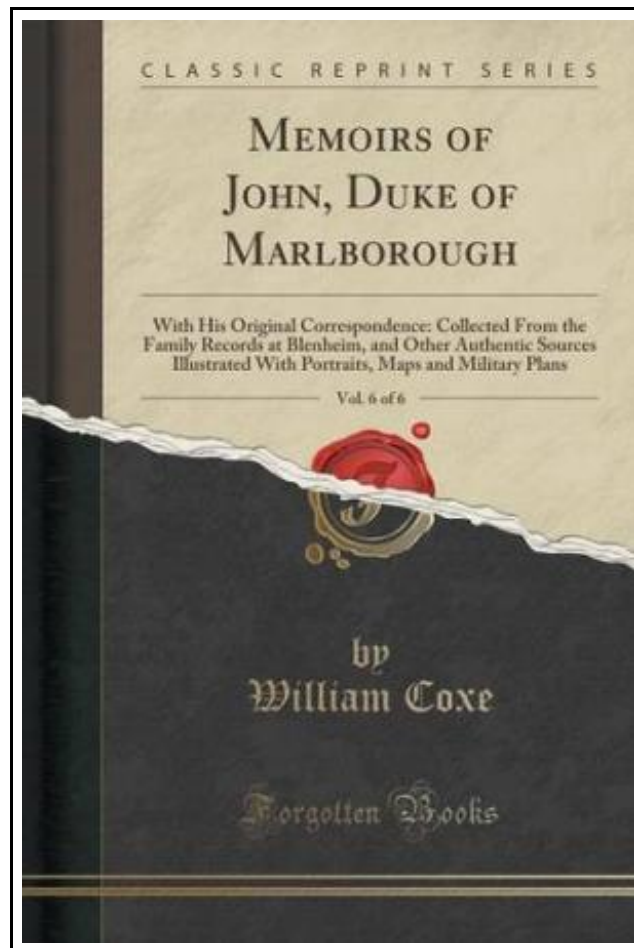 CLASSIC REPRINT SERIES
MEMOIRS OF
JOHN, DUKE OF
MARLBOROUGH
With His Original Correspondence: Collected From the
Family Records at Blenheim, and Other Authentic Sources
Illustrated With Portraits, Maps and Military Plans
Vol. 6 of 6
by
William Coxe
Forgotten Books